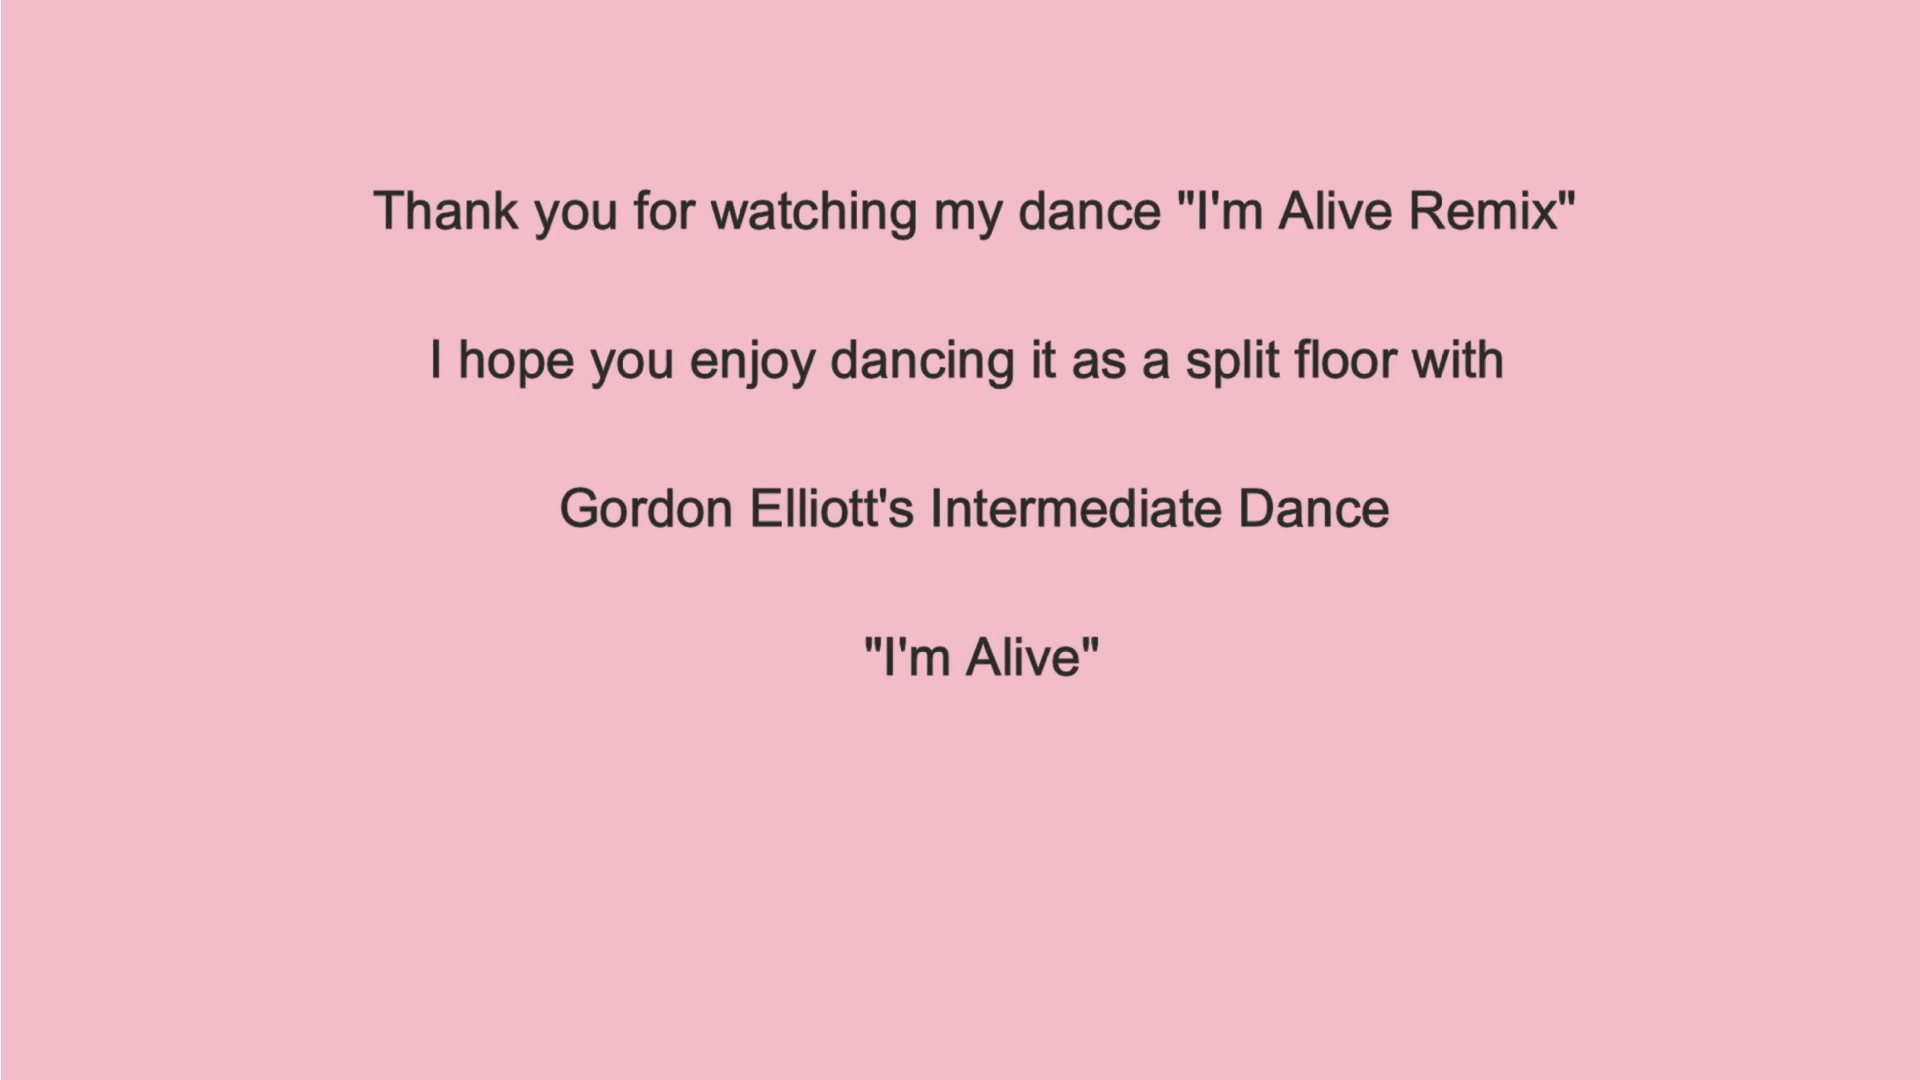 Thank you for watching my dance "I'm Alive Remix"
I hope you enjoy dancing it as a split floor with
Gordon Elliott's Intermediate Dance
"I'm Alive"